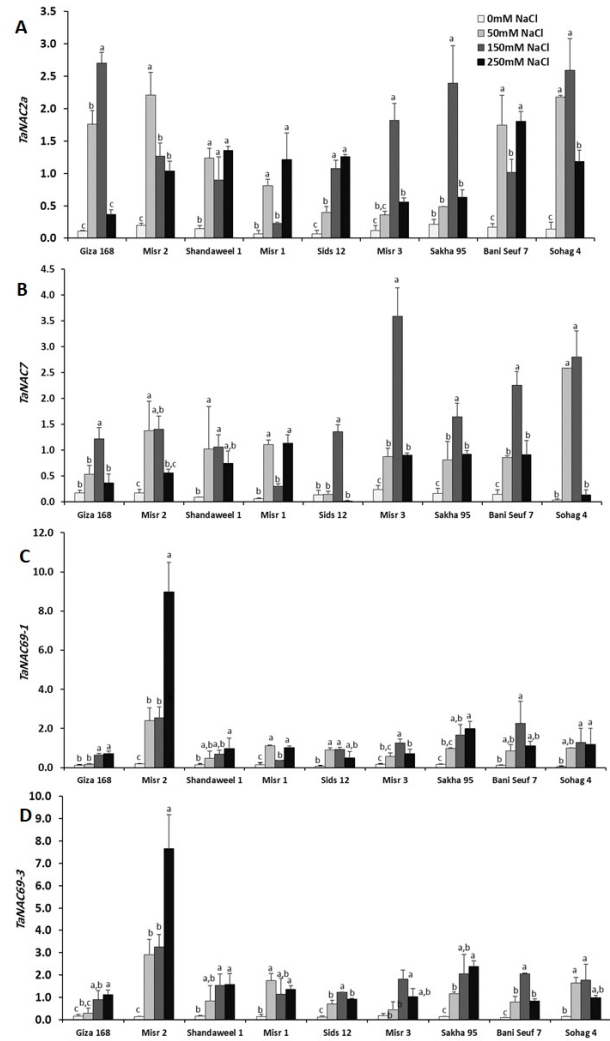 A
TaNAC2a
0mM NaCl
50mM NaCl
150mM NaCl
250mM NaCl
3.5
3.0
2.5
2.0
1.5
1.0
0.5
0.0
c b a c
c a b b
b a a a
b a b a
c b a a
c b,c a b
c b a b
c a b a
c a a b
Giza 168 Misr 2 Shandaweel 1 Misr 1 Sids 12 Misr 3 Sakha 95 Bani Seuf 7 Sohag 4
B
TaNAC7
4.5
4.0
3.5
3.0
2.5
2.0
1.5
1.0
0.5
0.0
b b a b
c a a,b b,c
b a a a,b
b a b a
b b a b
c b a b
c b a b
c b a b
b a a b
Giza 168 Misr 2 Shandaweel 1 Misr 1 Sids 12 Misr 3 Sakha 95 Bani Seuf 7 Sohag 4
C
TaNAC69-1
12.0
10.0
8.0
6.0
4.0
2.0
0.0
b b a a
c b b a
b a,b a,b a
b a b a
b a a a,b
c b,c a b
c b,c a,b a
b a,b a a,b
b a,b a a
Giza 168 Misr 2 Shandaweel 1 Misr 1 Sids 12 Misr 3 Sakha 95 Bani Seuf 7 Sohag 4
D
TaNAC69-3
10.0
9.0
8.0
7.0
6.0
5.0
4.0
3.0
2.0
1.0
0.0
c b,c a,b a
c b b a
b a,b a a
b a a,b a
c b a b
b b a a,b
c b a,b a
c b a b
c a a b
Giza 168 Misr 2 Shandaweel 1 Misr 1 Sids 12 Misr 3 Sakha 95 Bani Seuf 7 Sohag 4